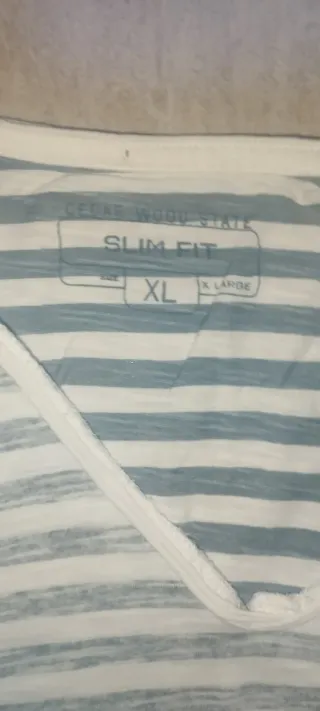 CEDAR WOOD STATE
SLIM FIT
SIZE XL X LARGE